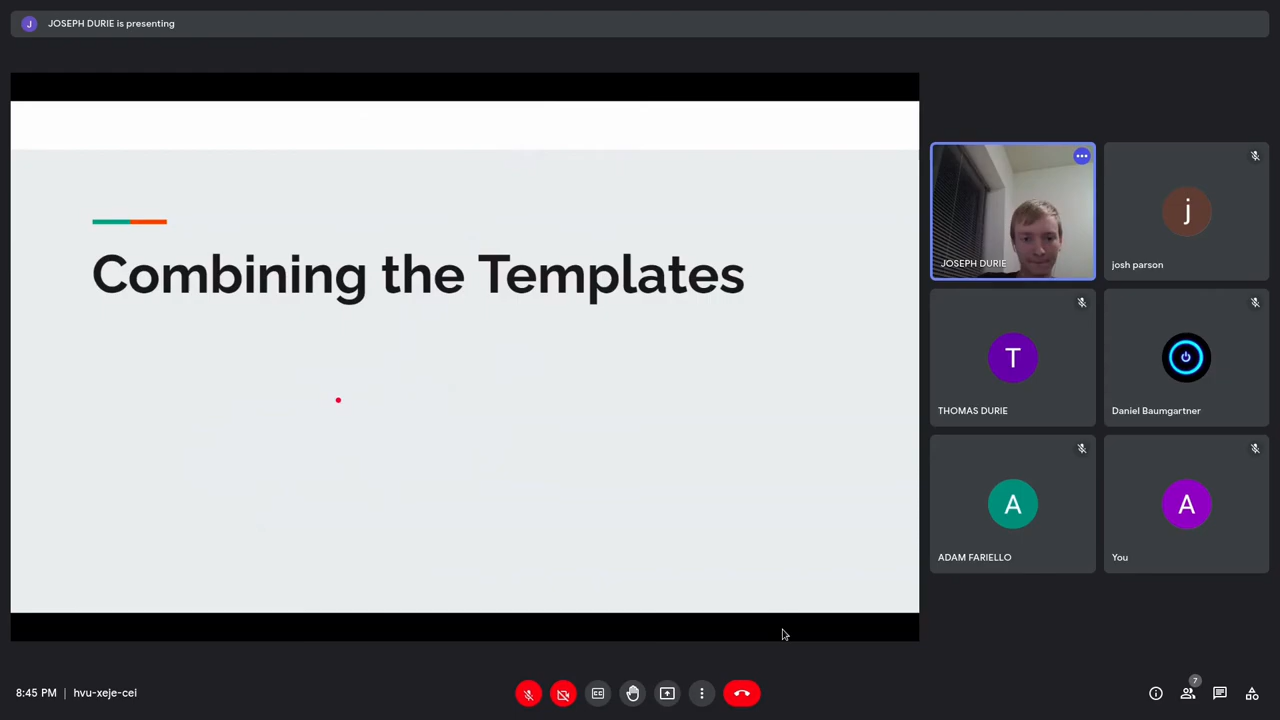 J
JOSEPH DURIE is presenting
Combining the Templates
JOSEPH DURIE
j
josh parson
T
THOMAS DURIE
Daniel Baumgartner
A
ADAM FARIELLO
A
You
8:45 PM | hvu-xeje-cei
CC
7